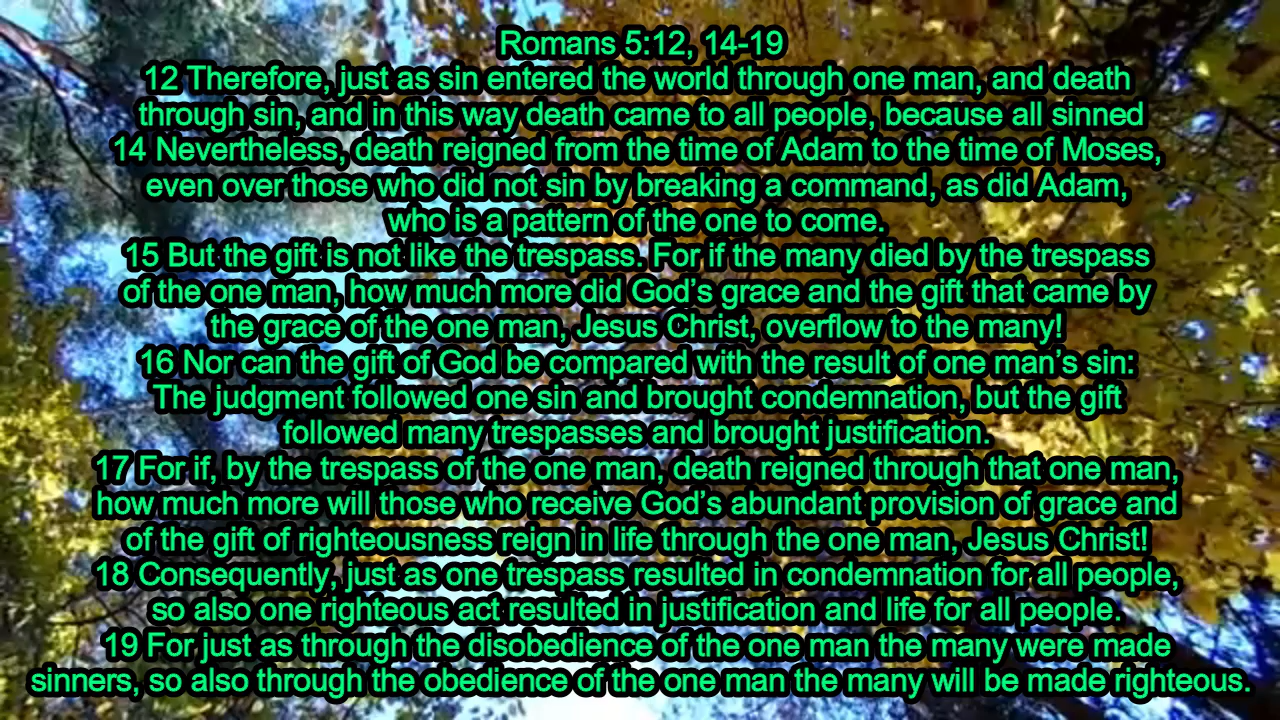 Romans 5:12, 14-19
12 Therefore, just as sin entered the world through one man, and death
through sin, and in this way death came to all people, because all sinned
14 Nevertheless, death reigned from the time of Adam to the time of Moses,
even over those who did not sin by breaking a command, as did Adam,
who is a pattern of the one to come.
15 But the gift is not like the trespass. For if the many died by the trespass
of the one man, how much more did God’s grace and the gift that came by
the grace of the one man, Jesus Christ, overflow to the many!
16 Nor can the gift of God be compared with the result of one man’s sin:
The judgment followed one sin and brought condemnation, but the gift
followed many trespasses and brought justification.
17 For if, by the trespass of the one man, death reigned through that one man,
how much more will those who receive God’s abundant provision of grace and
of the gift of righteousness reign in life through the one man, Jesus Christ!
18 Consequently, just as one trespass resulted in condemnation for all people,
so also one righteous act resulted in justification and life for all people.
19 For just as through the disobedience of the one man the many were made
sinners, so also through the obedience of the one man the many will be made righteous.